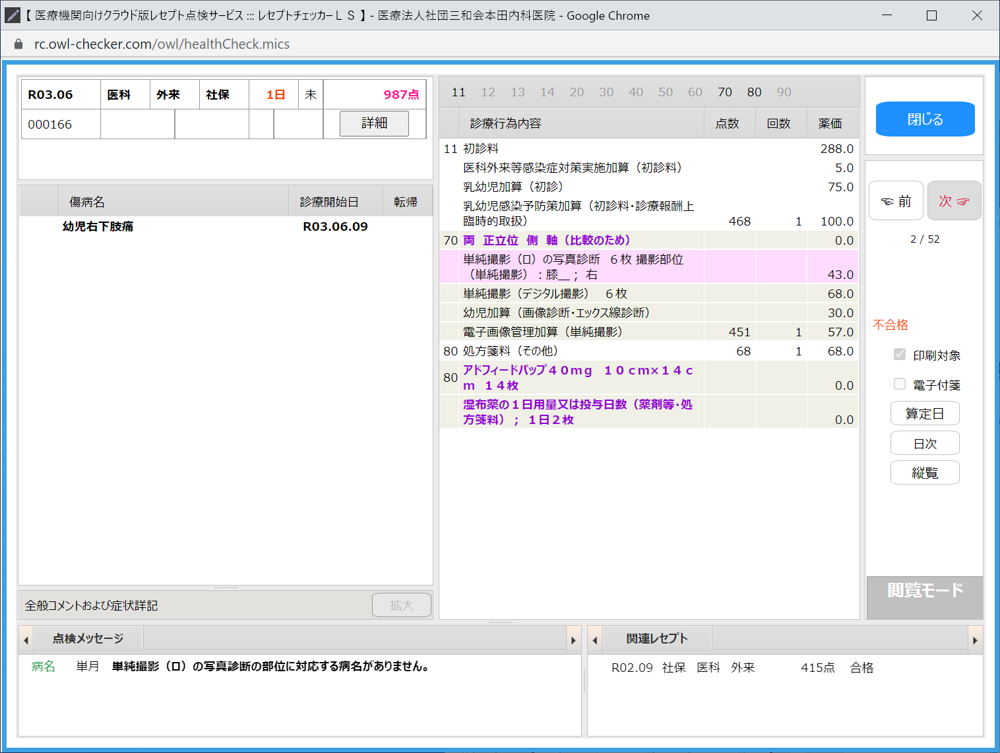 【 医療機関向けクラウド版レセプト点検サービス ::: レセプトチェッカーＬＳ 】 - 医療法人社団三和会本田内科医院 - Google Chrome
rc.owl-checker.com/owl/healthCheck.mics
R03.06 医科 外来 社保 1日 未 987点
000166 詳細
傷病名 診療開始日 転帰
幼児右下肢痛 R03.06.09
全般コメントおよび症状詳記 拡大
11 12 13 14 20 30 40 50 60 70 80 90
診療行為内容 点数 回数 薬価
11 初診料 288.0
医科外来等感染症対策実施加算（初診料） 5.0
乳幼児加算（初診） 75.0
乳幼児感染予防策加算（初診料・診療報酬上
臨時的取扱） 468 1 100.0
70 両　正立位　側　軸（比較のため） 0.0
単純撮影（ロ）の写真診断　６枚 撮影部位
（単純撮影）：膝__； 右 43.0
単純撮影（デジタル撮影）　６枚 68.0
幼児加算（画像診断・エックス線診断） 30.0
電子画像管理加算（単純撮影） 451 1 57.0
80 処方箋料（その他） 68 1 68.0
80 アドフィードパップ４０ｍｇ　１０ｃｍ×１４ｃ
ｍ　１４枚 0.0
湿布薬の１日用量又は投与日数（薬剤等・処
方箋料）； １日２枚 0.0
閉じる
前 次
2 / 52
不合格
印刷対象
電子付箋
算定日
日次
縦覧
閲覧モード
点検メッセージ
病名 単月 単純撮影（ロ）の写真診断の部位に対応する病名がありません。
関連レセプト
R02.09 社保 医科 外来 415点 合格